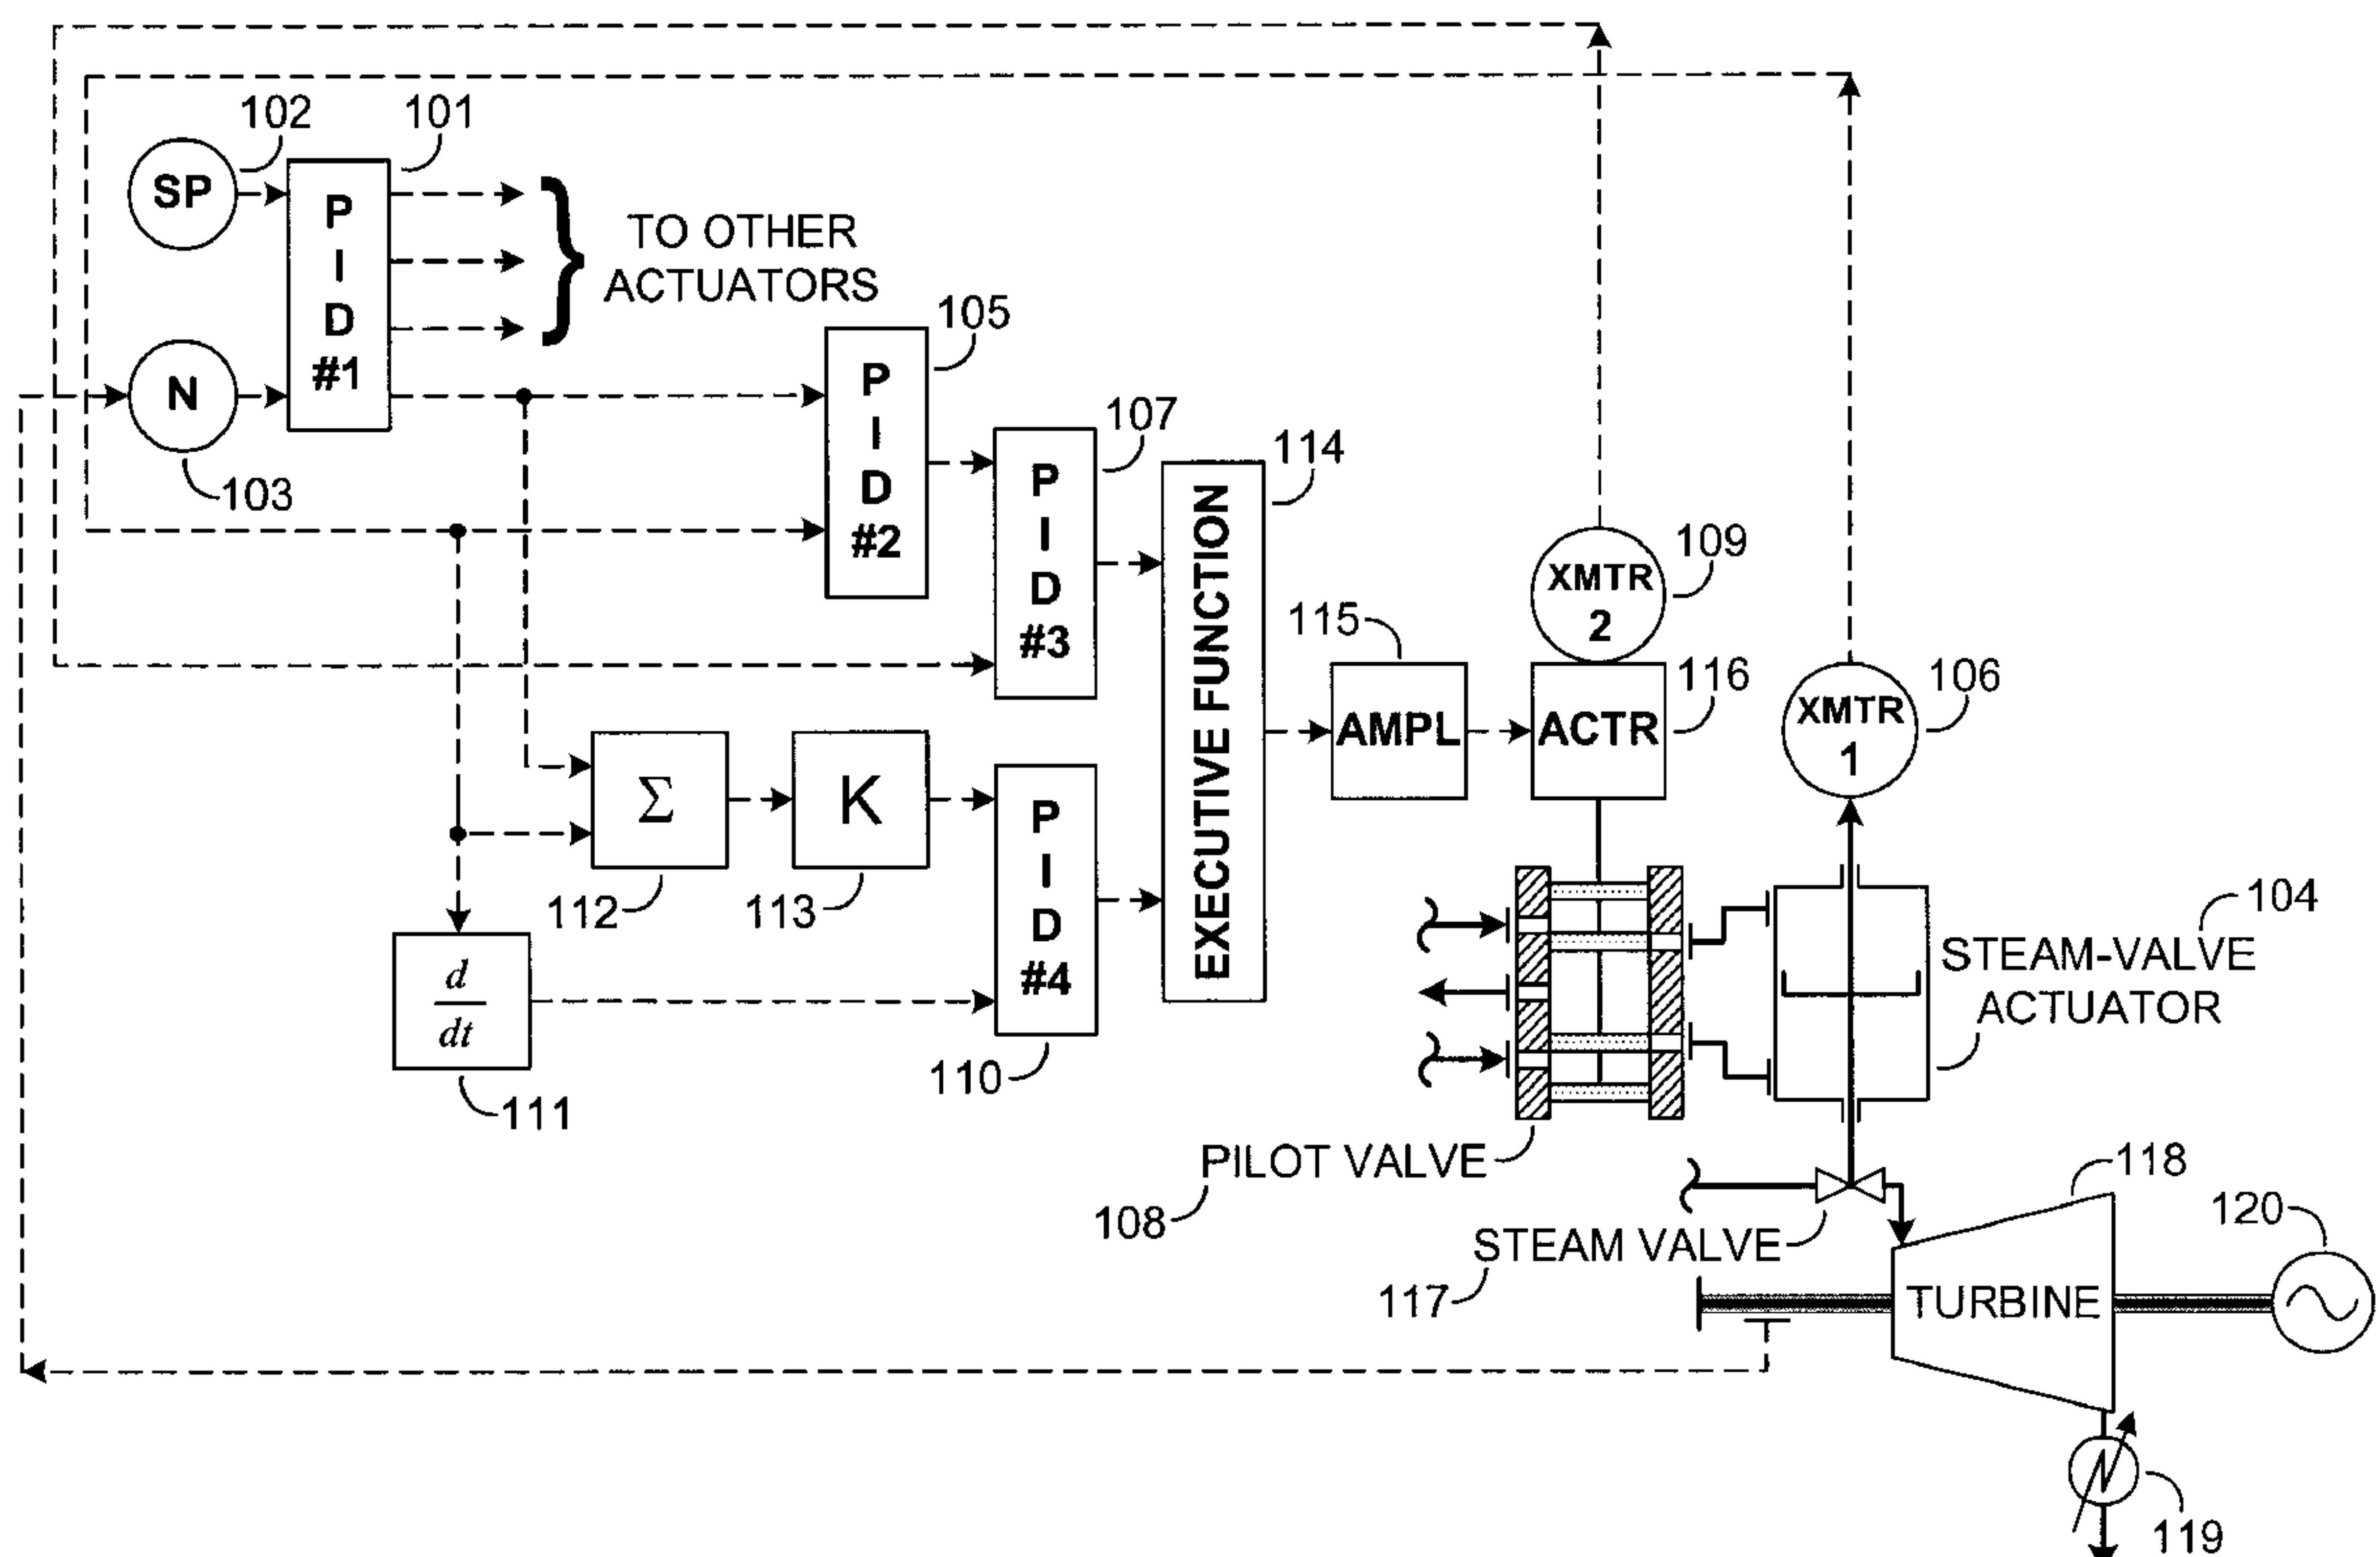 102
101
SP
P
I
D
#1
TO OTHER
ACTUATORS
N
103
105
P
I
D
#2
107
P
I
D
#3
114
EXECUTIVE FUNCTION
109
XMTR
2
115
AMPL
ACTR
116
106
XMTR
1
Σ
112
K
113
P
I
D
#4
110
d
dt
111
104
STEAM-VALVE
ACTUATOR
PILOT VALVE
108
118
STEAM VALVE
117
120
TURBINE
119